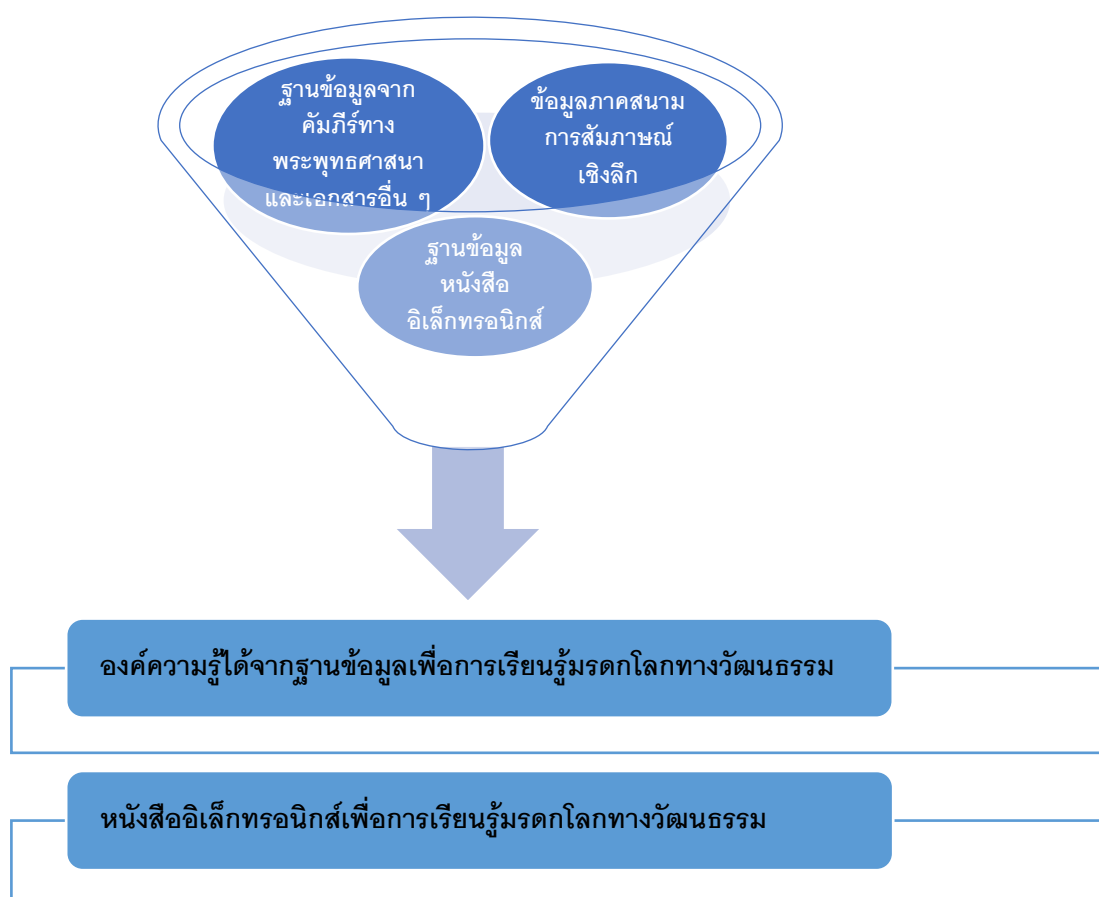 ฐานข้อมูลจาก
คัมภีร์ทาง
พระพุทธศาสนา
และเอกสารอื่น ๆ
ข้อมูลภาคสนาม
การสัมภาษณ์
เชิงลึก
ฐานข้อมูล
หนังสือ
อิเล็กทรอนิกส์
องค์ความรู้ได้จากฐานข้อมูลเพื่อการเรียนรู้มรดกโลกทางวัฒนธรรม
หนังสืออิเล็กทรอนิกส์เพื่อการเรียนรู้มรดกโลกทางวัฒนธรรม